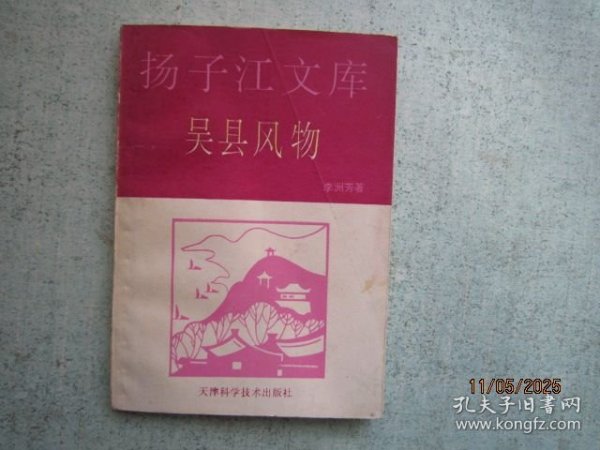 扬子江文库
吴县风物
李洲芳著
天津科学技术出版社
11/05/2025
孔夫子旧书网
www.kongfz.com